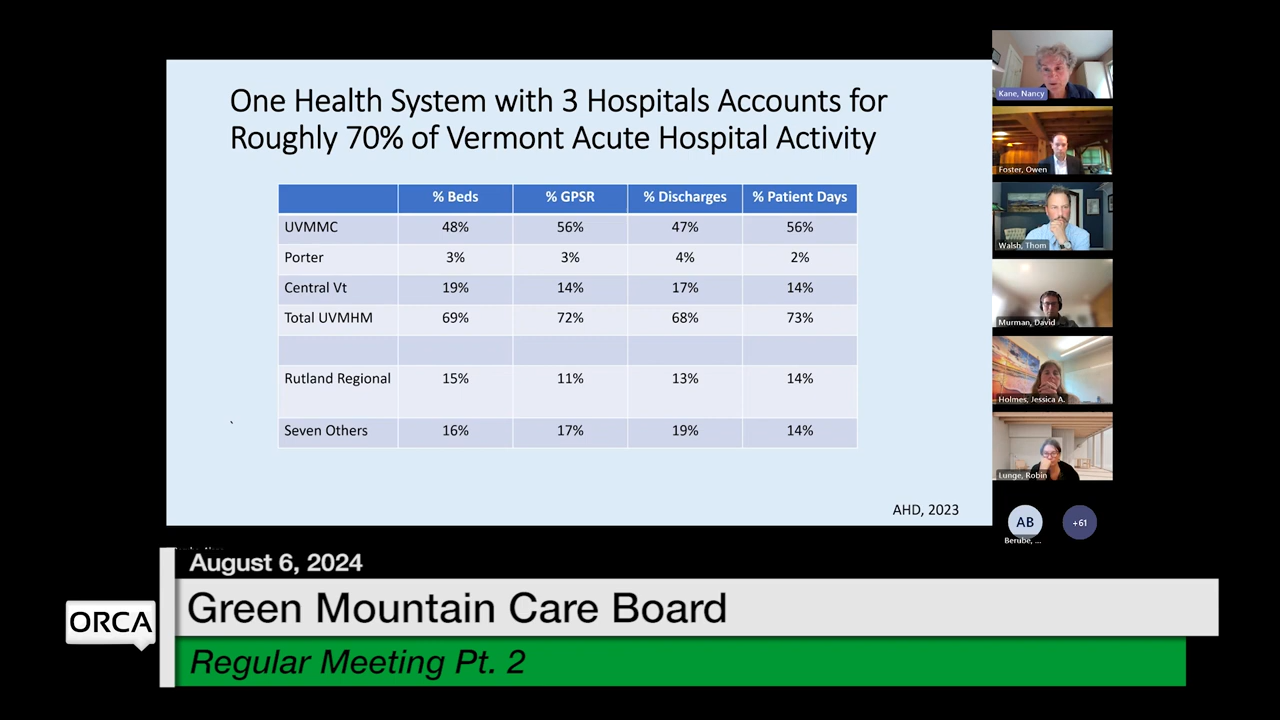 One Health System with 3 Hospitals Accounts for
Roughly 70% of Vermont Acute Hospital Activity
% Beds % GPSR % Discharges % Patient Days
UVMMC 48% 56% 47% 56%
Porter 3% 3% 4% 2%
Central Vt 19% 14% 17% 14%
Total UVMHM 69% 72% 68% 73%
Rutland Regional 15% 11% 13% 14%
Seven Others 16% 17% 19% 14%
AHD, 2023
Kane, Nancy
Foster, Owen
Walsh, Thom
Murman, David
Holmes, Jessica A.
Lunge, Robin
AB
+61
Berube, ...
August 6, 2024
ORCA
Green Mountain Care Board
Regular Meeting Pt. 2